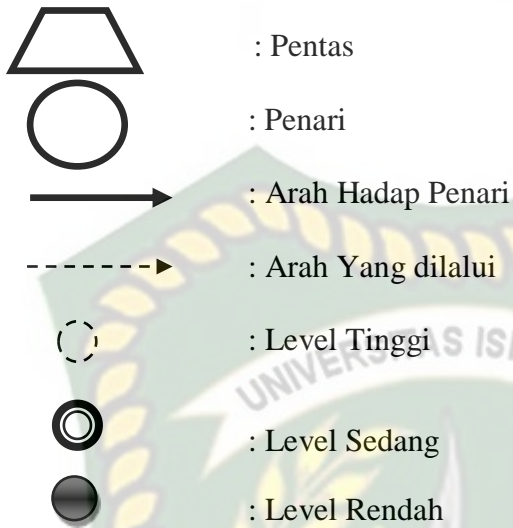 : Pentas
: Penari
: Arah Hadap Penari
: Arah Yang dilalui
: Level Tinggi
: Level Sedang
: Level Rendah